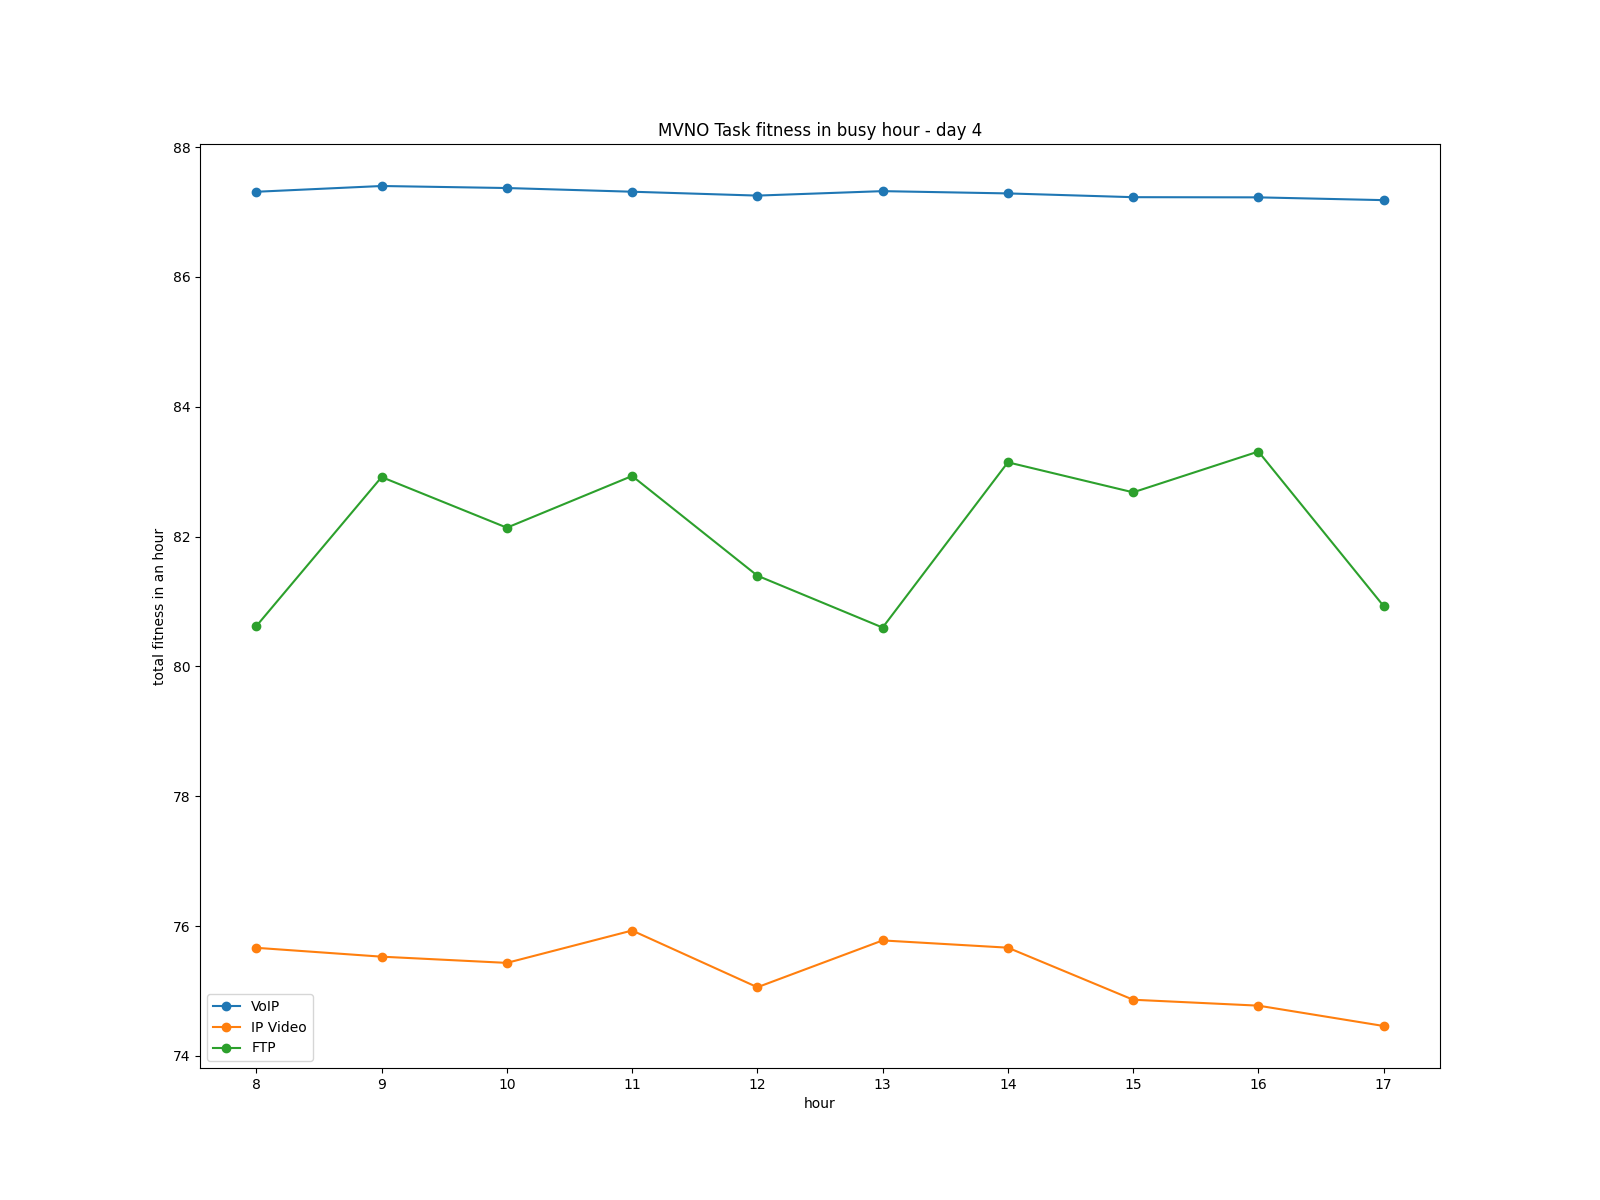 MVNO Task fitness in busy hour - day 4
88
86
84
82
80
78
76
74
total fitness in an hour
VoIP
IP Video
FTP
8 9 10 11 12 13 14 15 16 17
hour